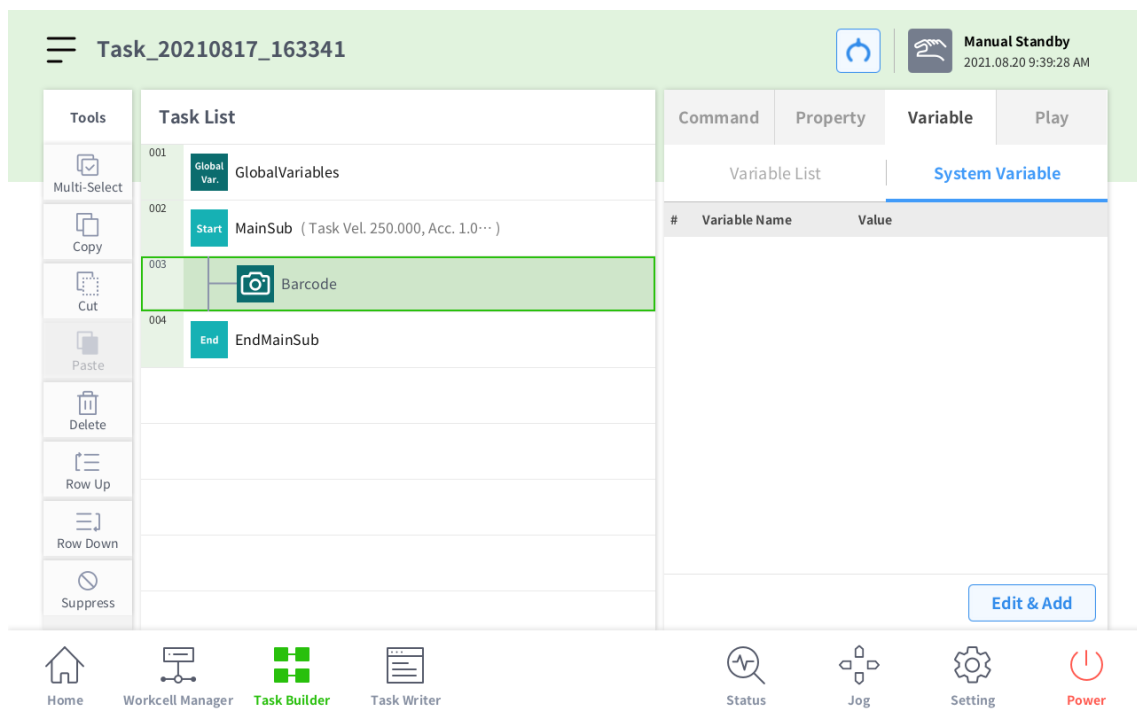 Task_20210817_163341
Manual Standby
2021.08.20 9:39:28 AM
Tools
Multi-Select
Copy
Cut
Paste
Delete
Row Up
Row Down
Suppress
Task List
001
Global
Var.
GlobalVariables
002
Start
MainSub ( Task Vel. 250.000, Acc. 1.0··· )
003
Barcode
004
End
EndMainSub
Command Property Variable Play
Variable List System Variable
# Variable Name Value
Edit & Add
Home Workcell Manager Task Builder Task Writer Status Jog Setting Power